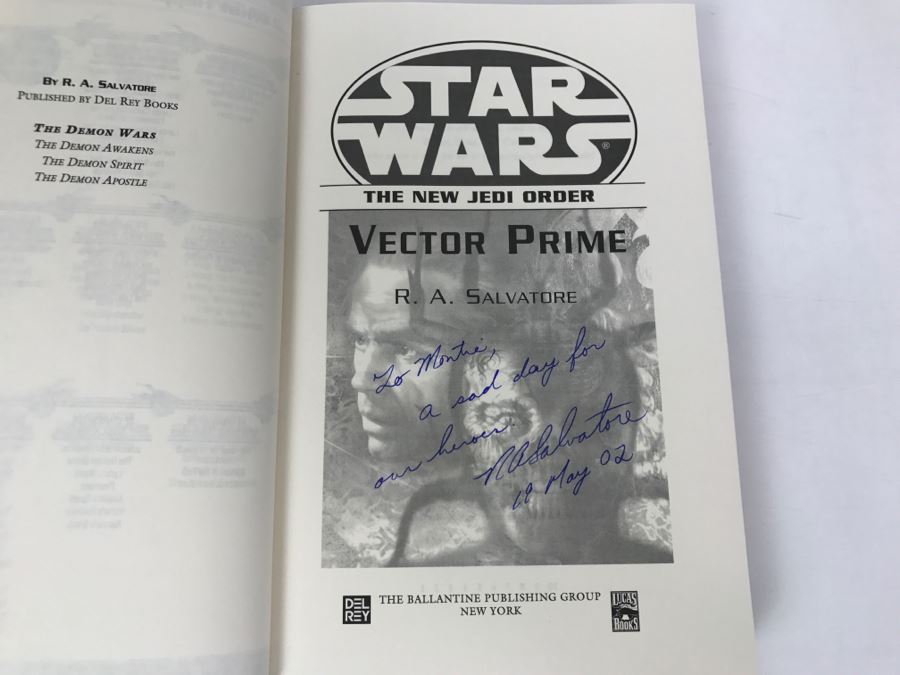 BY R. A. SALVATORE
PUBLISHED BY DEL REY BOOKS
THE DEMON WARS
THE DEMON AWAKENS
THE DEMON SPIRIT
THE DEMON APOSTLE
STAR
WARS®
THE NEW JEDI ORDER
VECTOR PRIME
R. A. SALVATORE
To Montie,
a sad day for
our heroes.
RASalvatore
19 May 02
DEL
REY
THE BALLANTINE PUBLISHING GROUP
NEW YORK
LUCAS
BOOKS